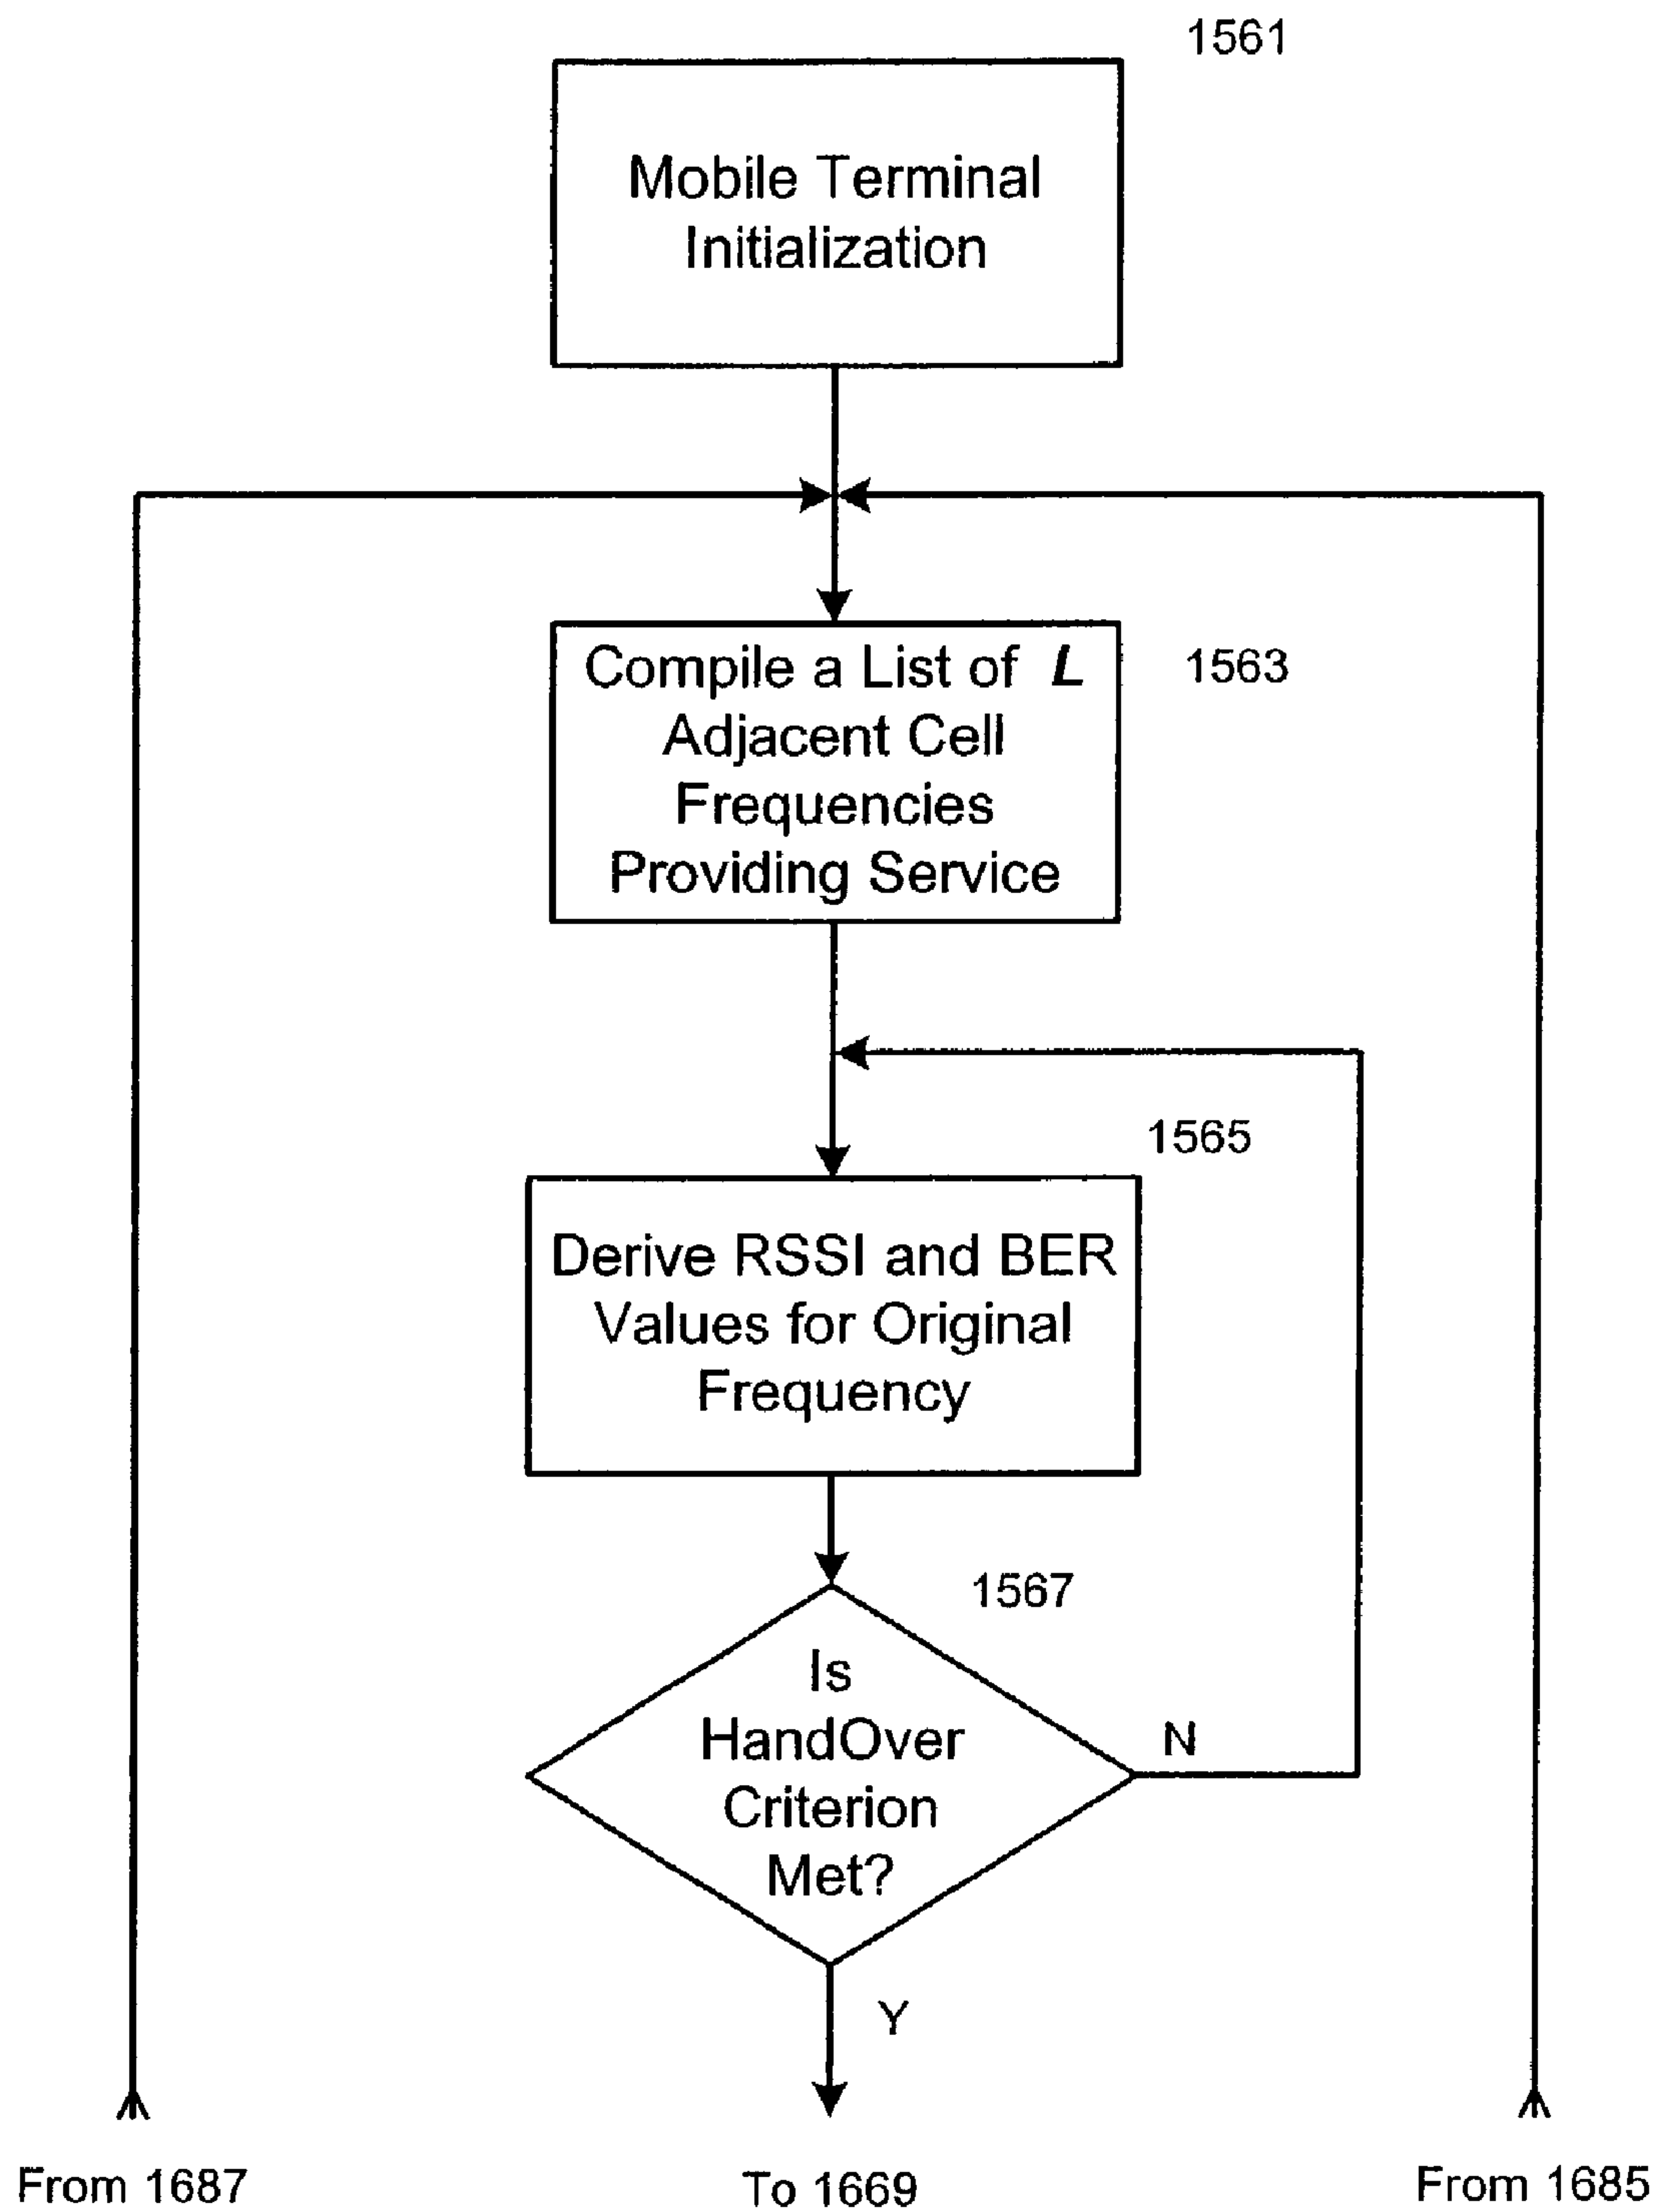 1561
Mobile Terminal
Initialization
Compile a List of L
1563
Adjacent Cell
Frequencies
Providing Service
1565
Derive RSSI and BER
Values for Original
Frequency
1567
Is
HandOver
N
Criterion
Met?
Y
From 1687
To 1669
From 1685